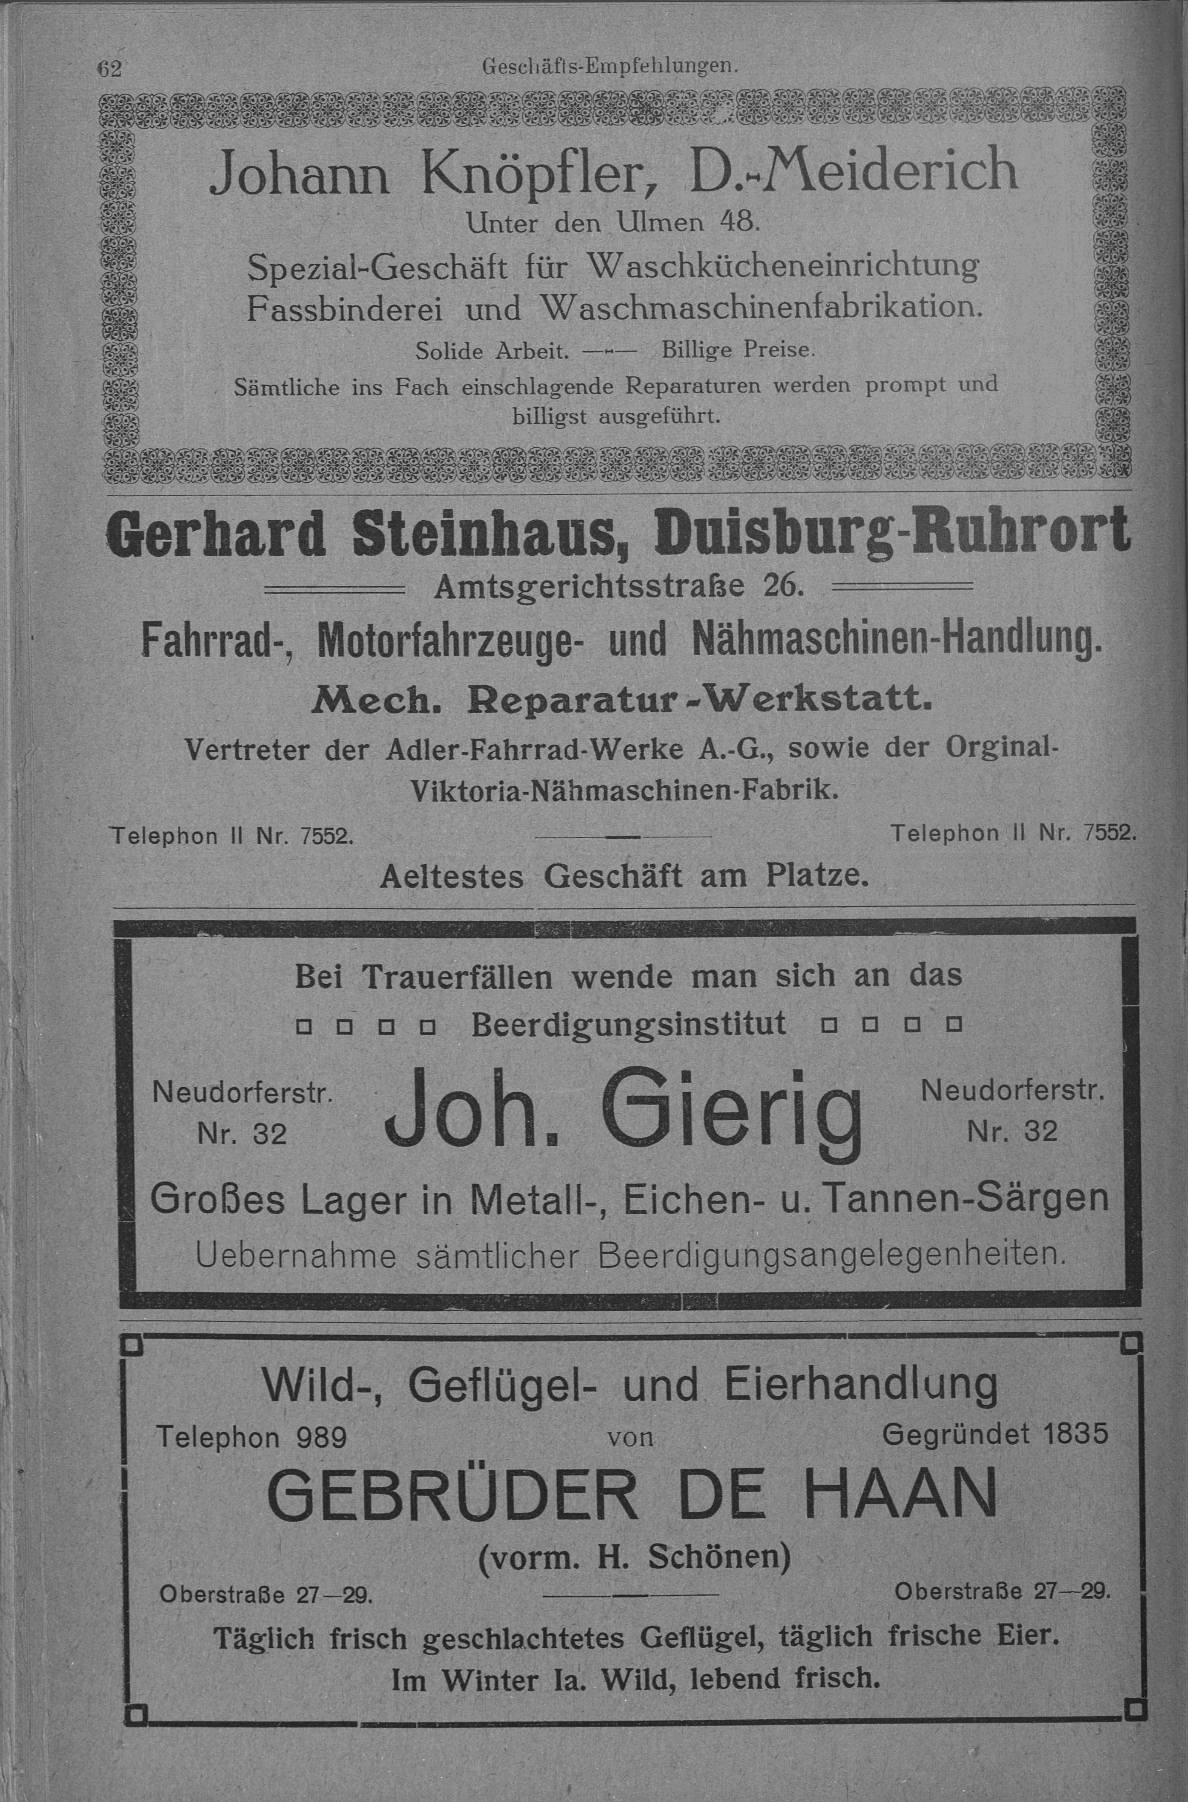 62
Geschäfts-Empfehlungen.
Johann Knöpfler, D.-Meiderich
Unter den Ulmen 48.
Spezial-Geschäft für Waschkücheneinrichtung
Fassbinderei und Waschmaschinenfabrikation.
Solide Arbeit. — Billige Preise.
Sämtliche ins Fach einschlagende Reparaturen werden prompt und
billigst ausgeführt.
Gerhard Steinhaus, Duisburg-Ruhrort
Amtsgerichtsstraße 26.
Fahrrad-, Motorfahrzeuge- und Nähmaschinen-Handlung.
Mech. Reparatur-Werkstatt.
Vertreter der Adler-Fahrrad-Werke A.-G., sowie der Orginal-
Viktoria-Nähmaschinen-Fabrik.
Telephon II Nr. 7552. Telephon II Nr. 7552.
Aeltestes Geschäft am Platze.
Bei Trauerfällen wende man sich an das
Beerdigungsinstitut
Neudorferstr. Nr. 32
Joh. Gierig
Neudorferstr. Nr. 32
Großes Lager in Metall-, Eichen- u. Tannen-Särgen
Uebernahme sämtlicher Beerdigungsangelegenheiten.
Wild-, Geflügel- und Eierhandlung
Telephon 989 von Gegründet 1835
GEBRÜDER DE HAAN
(vorm. H. Schönen)
Oberstraße 27—29. Oberstraße 27—29.
Täglich frisch geschlachtetes Geflügel, täglich frische Eier.
Im Winter Ia. Wild, lebend frisch.